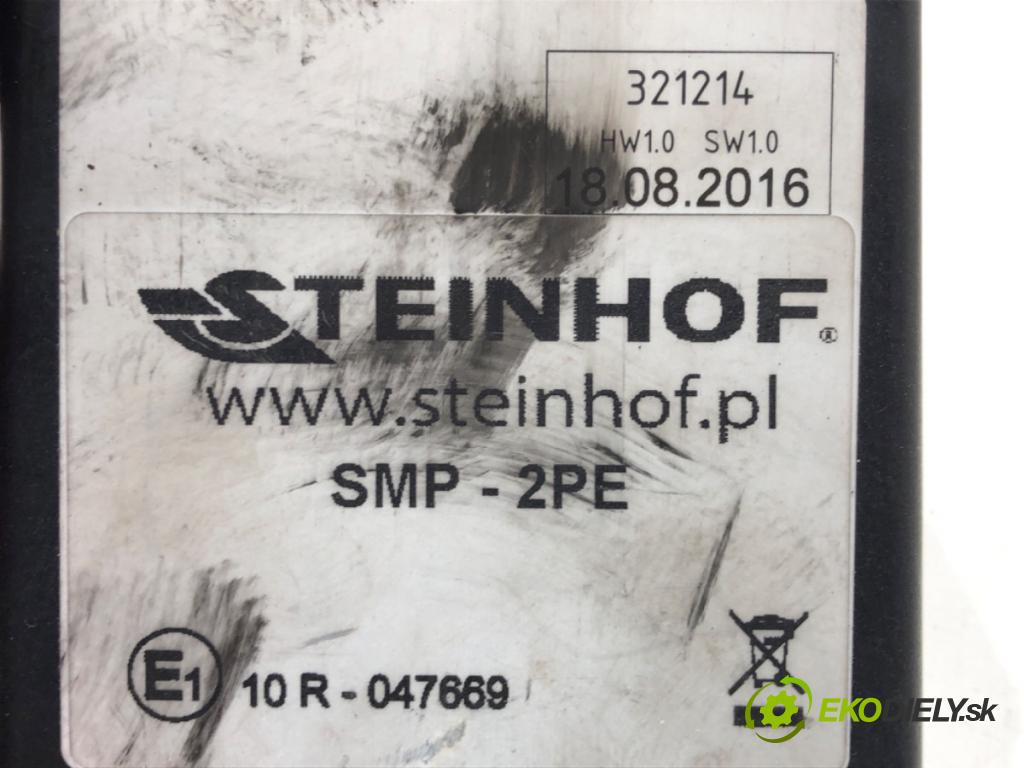 321214
HW1.0 SW1.0
18.08.2016
STEINHOF®
www.steinhof.pl
SMP - 2PE
E1 10 R - 047669
EKODIELY.sk